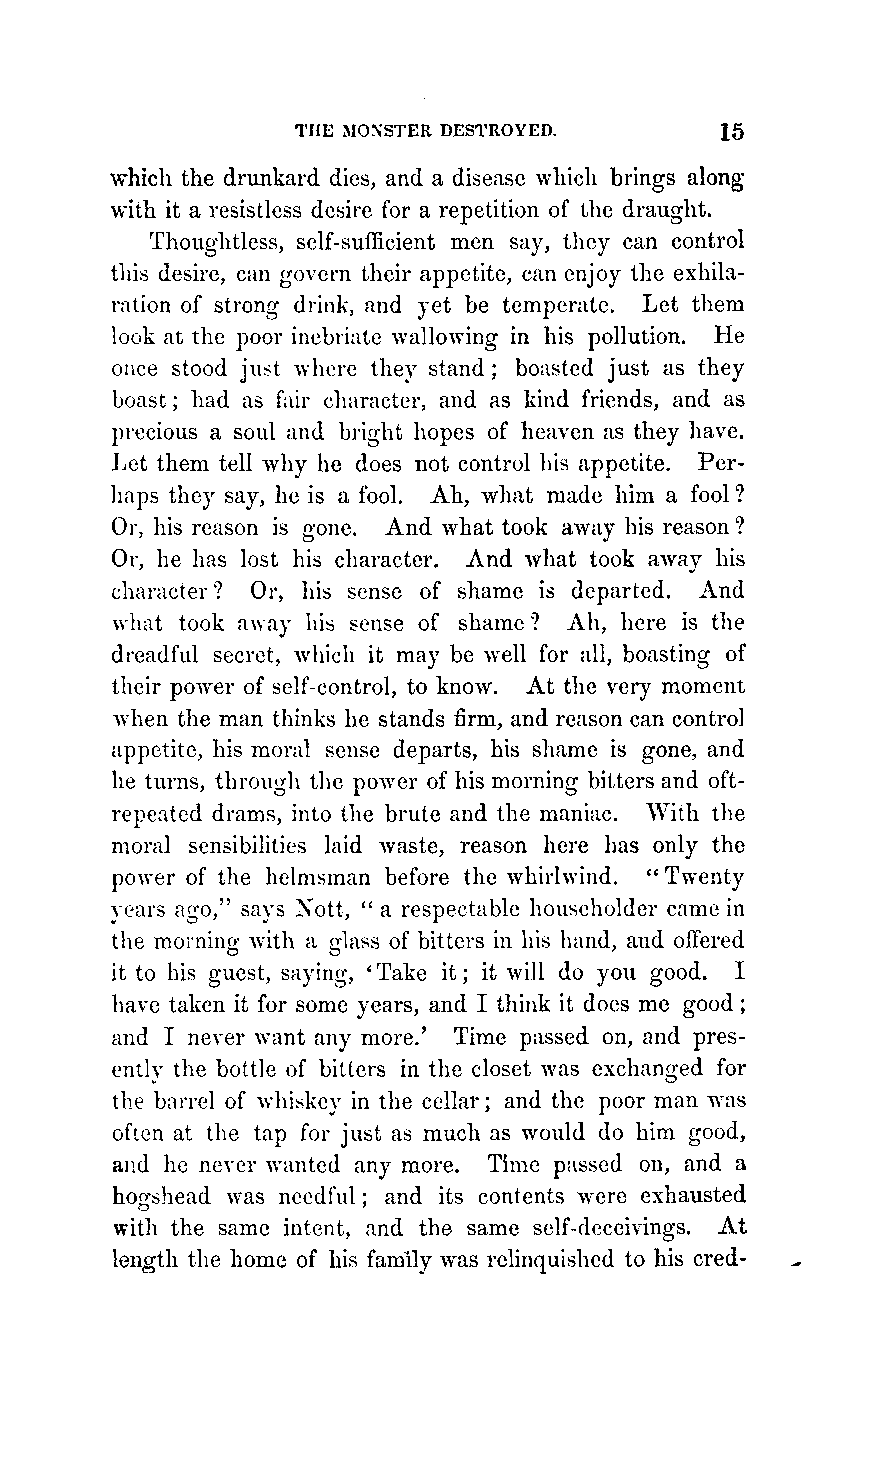 THE MONSTER DESTROYED. 15
which the drunkard dies, and a disease which brings along
with it a resistless desire for a repetition of the draught.
Thoughtless, self-sufficient men say, they can control
this desire, can govern their appetite, can enjoy the exhila-
ration of strong drink, and yet be temperate. Let them
look at the poor inebriate wallowing in his pollution. He
once stood just where they stand; boasted just as they
boast; had as fair character, and as kind friends, and as
precious a soul and bright hopes of heaven as they have.
Let them tell why he does not control his appetite. Per-
haps they say, he is a fool. Ah, what made him a fool?
Or, his reason is gone. And what took away his reason?
Or, he has lost his character. And what took away his
character? Or, his sense of shame is departed. And
what took away his sense of shame? Ah, here is the
dreadful secret, which it may be well for all, boasting of
their power of self-control, to know. At the very moment
when the man thinks he stands firm, and reason can control
appetite, his moral sense departs, his shame is gone, and
he turns, through the power of his morning bitters and oft-
repeated drams, into the brute and the maniac. With the
moral sensibilities laid waste, reason here has only the
power of the helmsman before the whirlwind. "Twenty
years ago," says Nott, "a respectable householder came in
the morning with a glass of bitters in his hand, and offered
it to his guest, saying, 'Take it; it will do you good. I
have taken it for some years, and I think it does me good;
and I never want any more.' Time passed on, and pres-
ently the bottle of bitters in the closet was exchanged for
the barrel of whiskey in the cellar; and the poor man was
often at the tap for just as much as would do him good,
and he never wanted any more. Time passed on, and a
hogshead was needful; and its contents were exhausted
with the same intent, and the same self-deceivings. At
length the home of his family was relinquished to his cred-